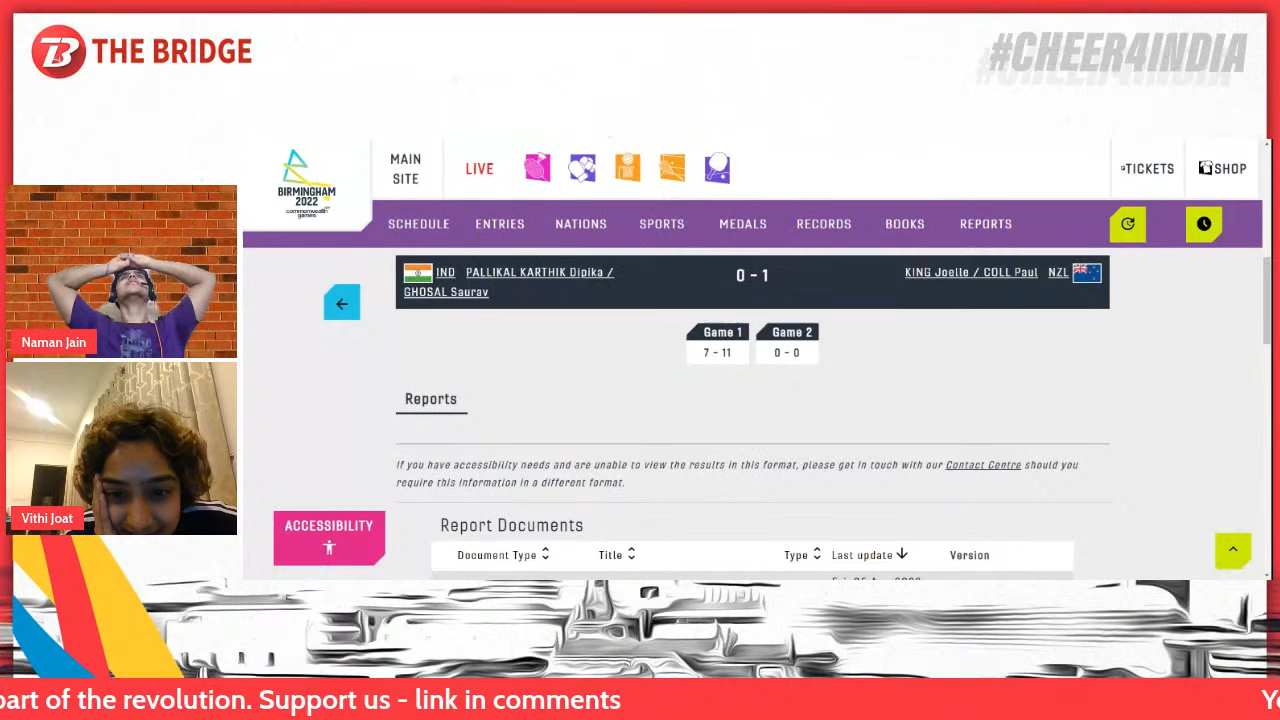 THE BRIDGE
#CHEER4INDIA
BIRMINGHAM
2022
commonwealth
games
MAIN
SITE
LIVE
TICKETS
SHOP
SCHEDULE ENTRIES NATIONS SPORTS MEDALS RECORDS BOOKS REPORTS
IND PALLIKAL KARTHIK Dipika /
GHOSAL Saurav
0 - 1
KING Joelle / COLL Paul NZL
Game 1 Game 2
7 - 11 0 - 0
Reports
If you have accessibility needs and are unable to view the results in this format, please get in touch with our Contact Centre should you
require this information in a different format.
Naman Jain
Vithi Joat
ACCESSIBILITY
Report Documents
Document Type Title Type Last update Version
part of the revolution. Support us - link in comments